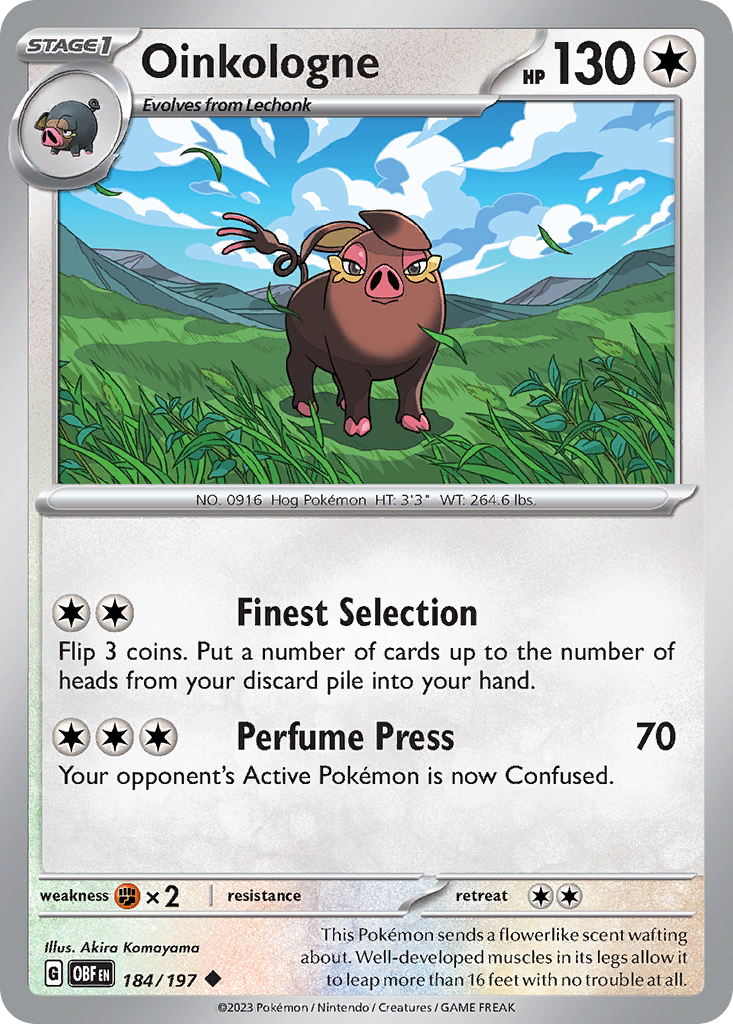 STAGE1
Oinkologne
HP 130
Evolves from Lechonk
NO. 0916 Hog Pokémon HT: 3'3" WT: 264.6 lbs.
Finest Selection
Flip 3 coins. Put a number of cards up to the number of
heads from your discard pile into your hand.
Perfume Press 70
Your opponent's Active Pokémon is now Confused.
weakness ×2 resistance retreat
Illus. Akira Komayama
G OBF EN 184/197
This Pokémon sends a flowerlike scent wafting
about. Well-developed muscles in its legs allow it
to leap more than 16 feet with no trouble at all.
©2023 Pokémon / Nintendo / Creatures / GAME FREAK